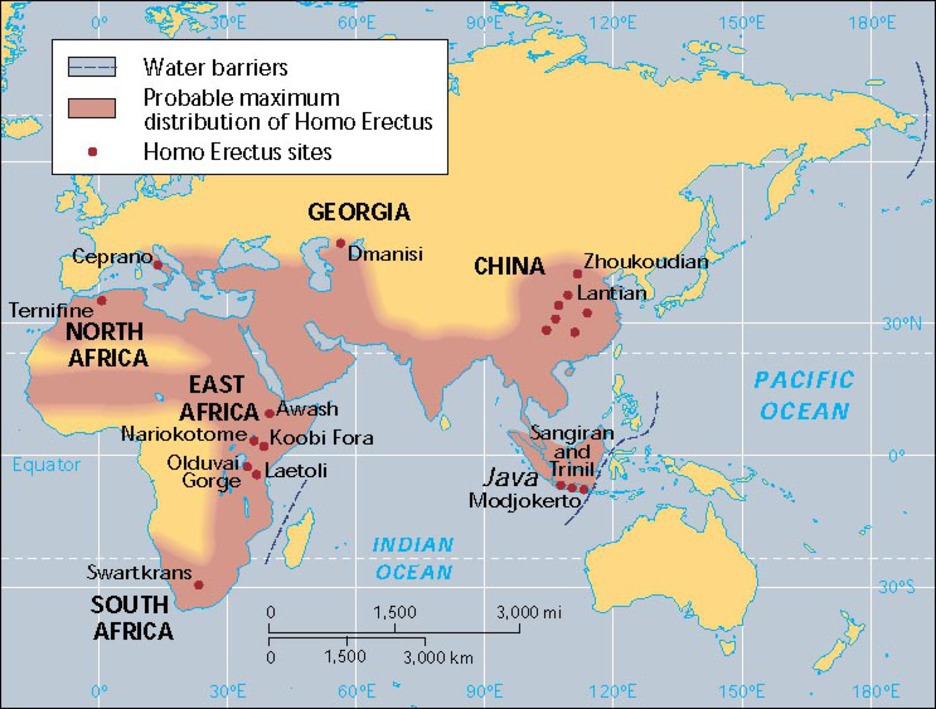 0°
30°E
60°E
90°E
120°E
150°E
180°E
Water barriers
Probable maximum
distribution of Homo Erectus
Homo Erectus sites
GEORGIA
Ceprano
Dmanisi
CHINA
Zhoukoudian
Lantian
Ternifine
30°N
NORTH
AFRICA
EAST
AFRICA
Awash
PACIFIC
OCEAN
Nariokotome
Koobi Fora
Sangiran
and
Trinil
Equator
0°
Olduvai
Gorge
Laetoli
Java
Modjokerto
INDIAN
OCEAN
Swartkrans
30°S
SOUTH
AFRICA
0
1,500
3,000 mi
0
1,500
3,000 km
0°
30°E
60°E
90°E
120°E
150°E
180°E